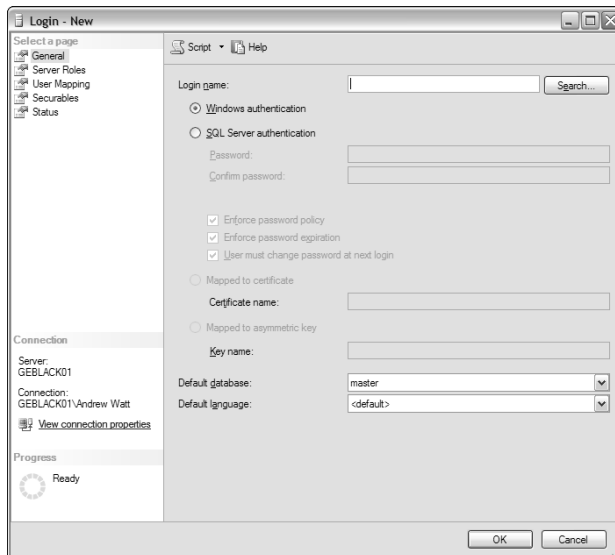 Login - New
Select a page
General
Server Roles
User Mapping
Securables
Status
Script
Help
Login name:
Search...
Windows authentication
SQL Server authentication
Password:
Confirm password:
Enforce password policy
Enforce password expiration
User must change password at next login
Mapped to certificate
Certificate name:
Mapped to asymmetric key
Key name:
Default database:
master
Default language:
<default>
Connection
Server:
GEBLACK01
Connection:
GEBLACK01\Andrew Watt
View connection properties
Progress
Ready
OK
Cancel